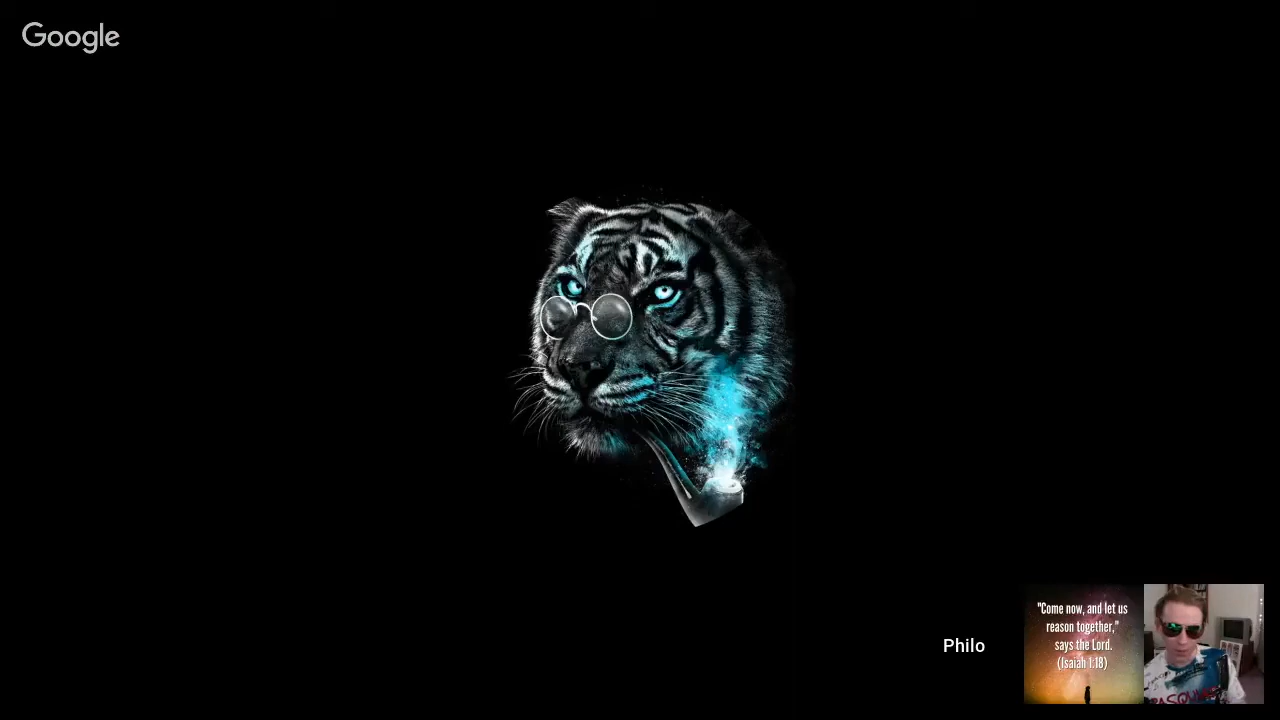 Google
Philo
"Come now, and let us
reason together,"
says the Lord.
(Isaiah 1:18)